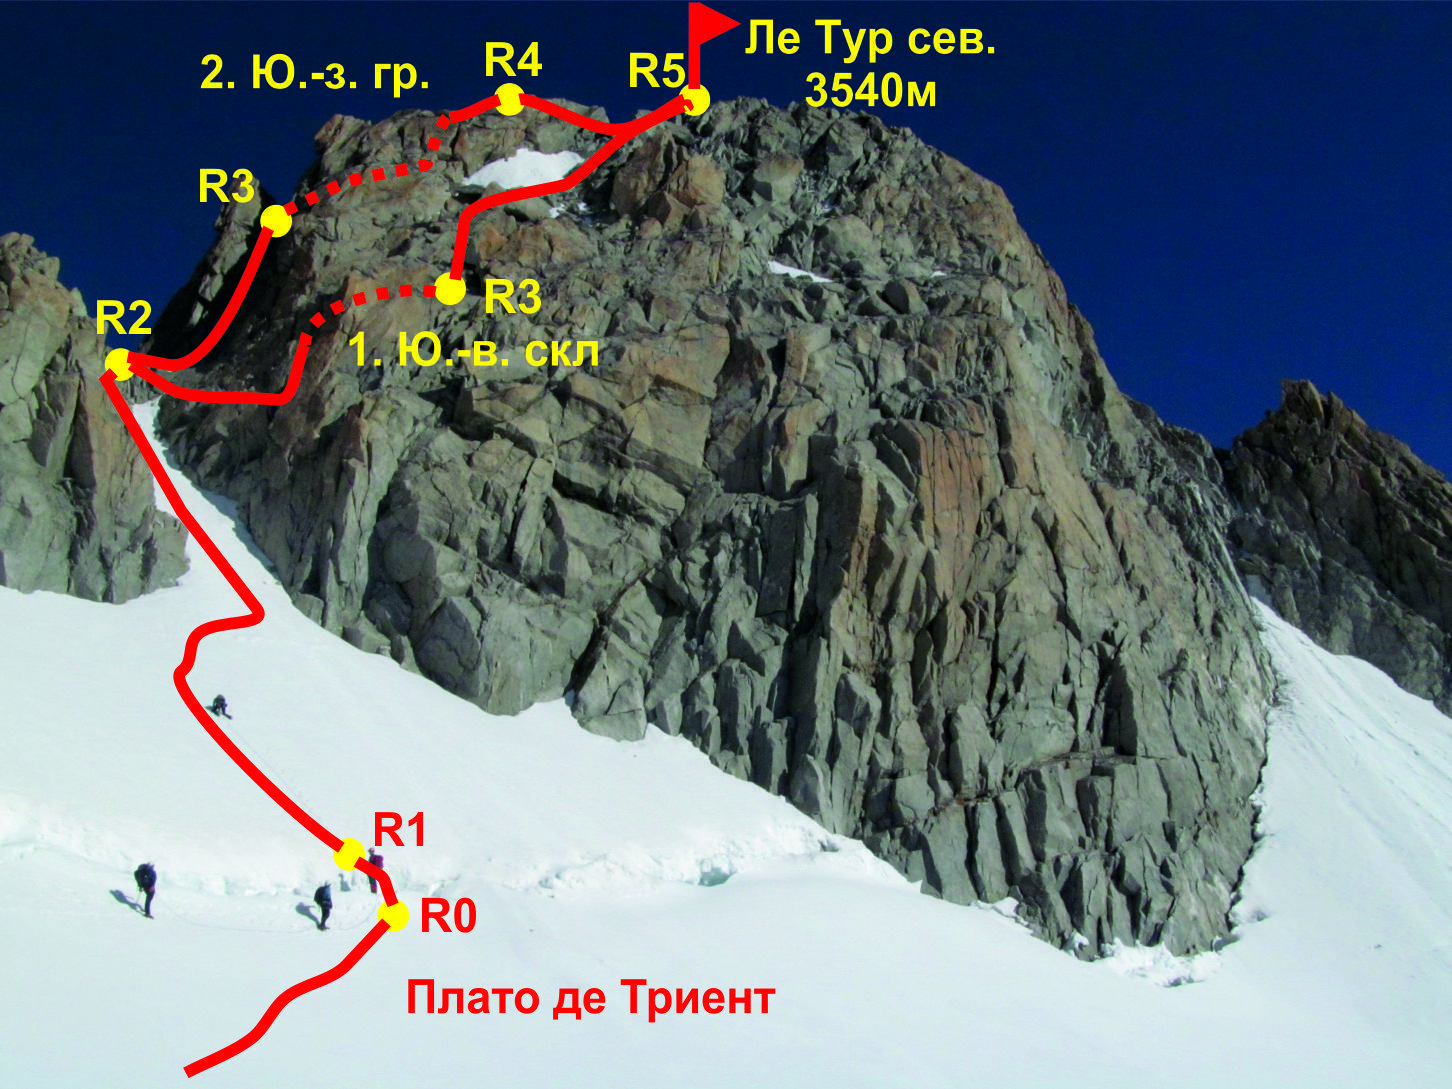 Ле Тур сев.
3540м
2. Ю.-з. гр.
R4
R5
R3
R2
R3
1. Ю.-в. скл
R1
R0
Плато де Триент